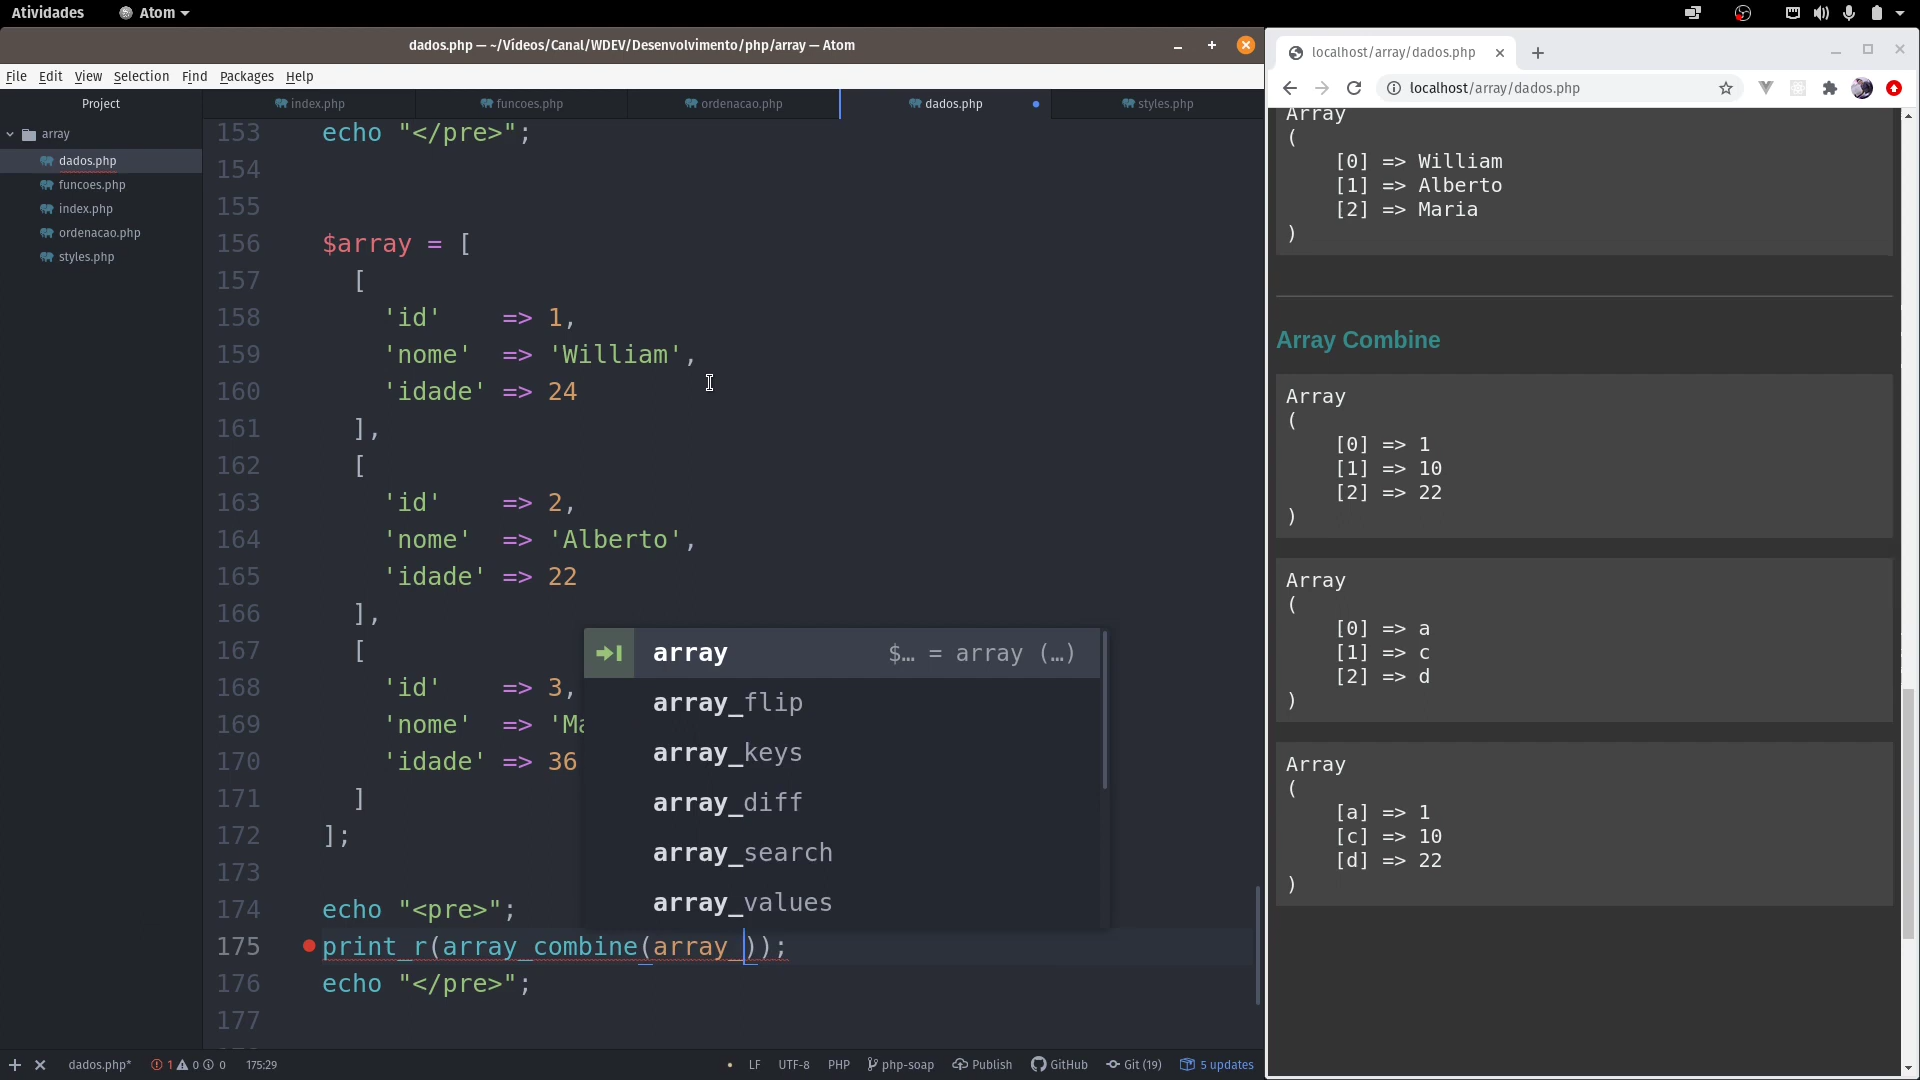 Atividades
Atom
dados.php — ~/Vídeos/Canal/WDEV/Desenvolvimento/php/array — Atom
File Edit View Selection Find Packages Help
Project
index.php
funcoes.php
ordenacao.php
dados.php
styles.php
array
dados.php
funcoes.php
index.php
ordenacao.php
styles.php
153 echo "</pre>";
154
155
156 $array = [
157 [
158 'id' => 1,
159 'nome' => 'William',
160 'idade' => 24
161 ],
162 [
163 'id' => 2,
164 'nome' => 'Alberto',
165 'idade' => 22
166 ],
167 [
168 'id' => 3,
169 'nome' => 'Ma
170 'idade' => 36
171 ]
172 ];
173
174 echo "<pre>";
175 print_r(array_combine(array_));
176 echo "</pre>";
177
array $… = array (…)
array_flip
array_keys
array_diff
array_search
array_values
dados.php* 1 0 0 175:29
LF UTF-8 PHP php-soap Publish GitHub Git (19) 5 updates
localhost/array/dados.php
localhost/array/dados.php
Array
(
[0] => William
[1] => Alberto
[2] => Maria
)
Array Combine
Array
(
[0] => 1
[1] => 10
[2] => 22
)
Array
(
[0] => a
[1] => c
[2] => d
)
Array
(
[a] => 1
[c] => 10
[d] => 22
)